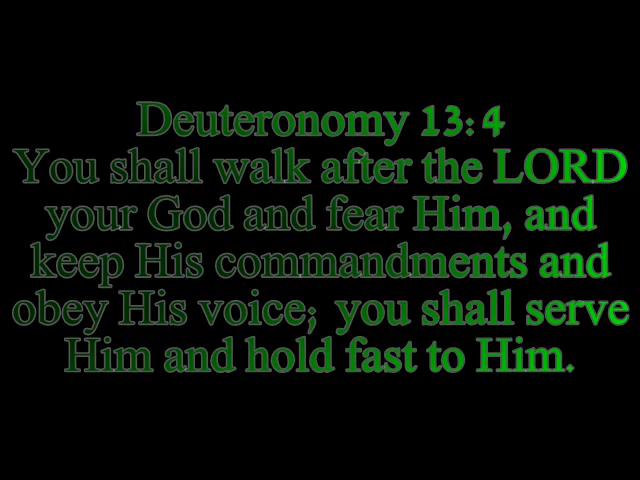 Deuteronomy 13:4
You shall walk after the LORD
your God and fear Him, and
keep His commandments and
obey His voice; you shall serve
Him and hold fast to Him.